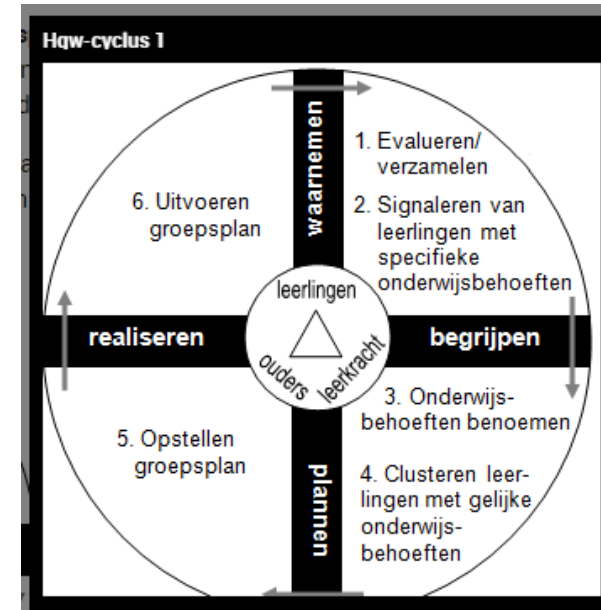 Hgw-cyclus 1
waarnemen
1. Evalueren/
verzamelen
2. Signaleren van
leerlingen met
specifieke
onderwijsbehoeften
begrijpen
3. Onderwijs-
behoeften benoemen
4. Clusteren leer-
lingen met gelijke
onderwijs-
behoeften
plannen
5. Opstellen
groepsplan
realiseren
6. Uitvoeren
groepsplan
leerlingen
ouders
leerkracht